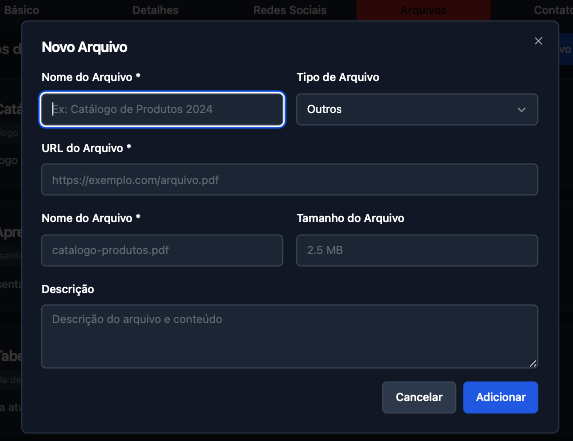 Básico Detalhes Redes Sociais Arquivos Contato
Novo Arquivo
Nome do Arquivo * Tipo de Arquivo
Ex: Catálogo de Produtos 2024 Outros
URL do Arquivo *
https://exemplo.com/arquivo.pdf
Nome do Arquivo * Tamanho do Arquivo
catalogo-produtos.pdf 2.5 MB
Descrição
Descrição do arquivo e conteúdo
Cancelar Adicionar